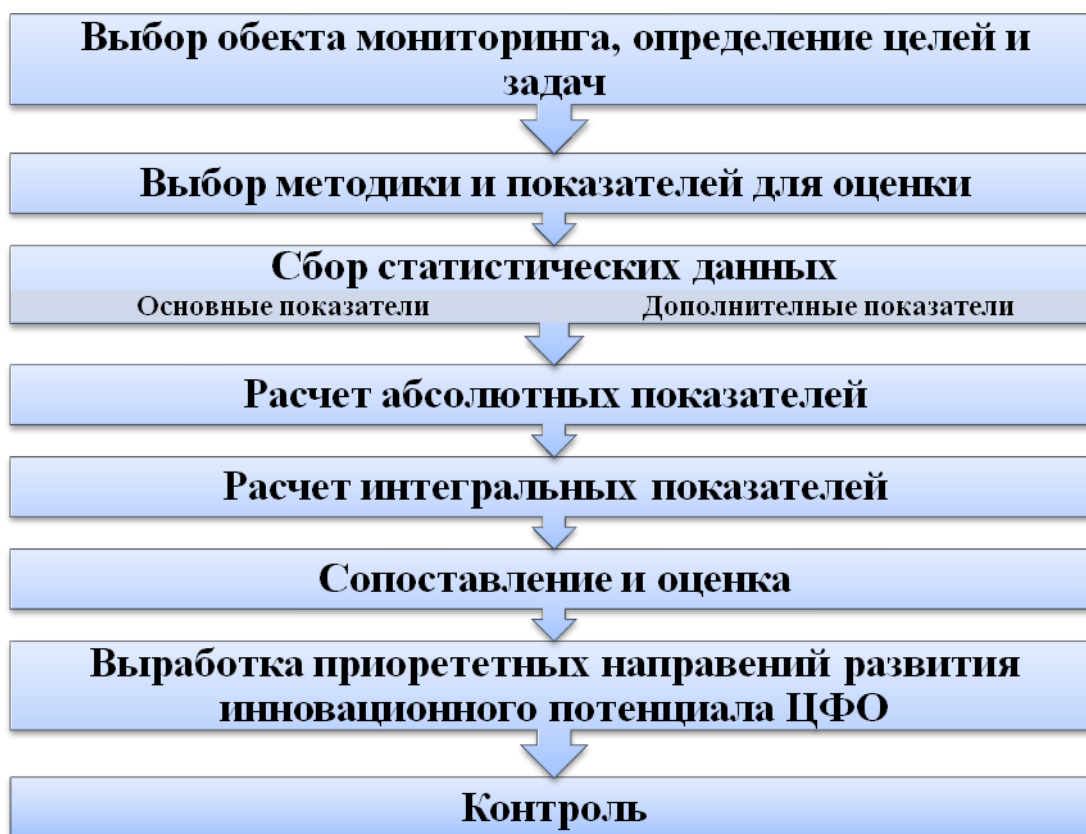 Выбор обекта мониторинга, определение целей и
задач
Выбор методики и показателей для оценки
Сбор статистических данных
Основные показатели
Дополнителные показатели
Расчет абсолютных показателей
Расчет интегральных показателей
Сопоставление и оценка
Выработка приорететных направений развития
инновационного потенциала ЦФО
Контроль